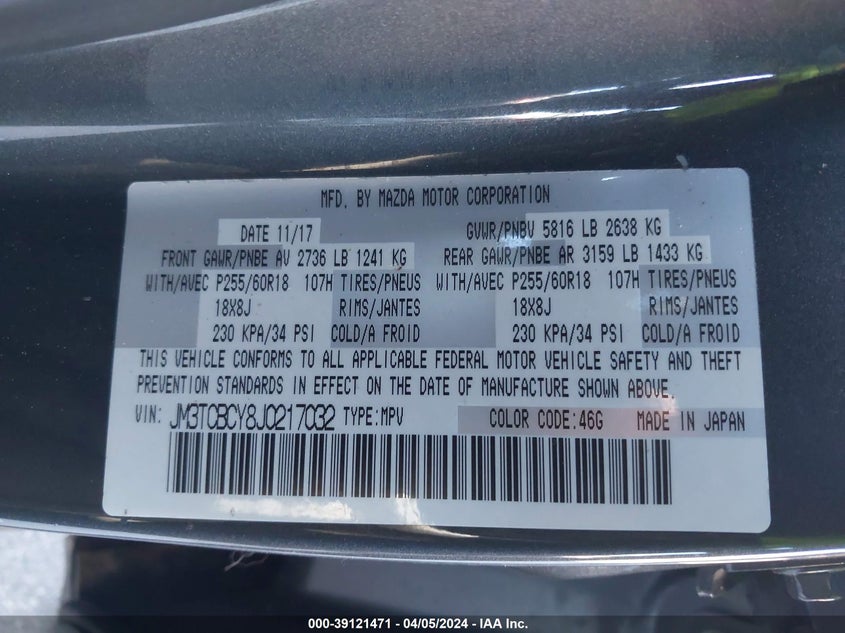 MFD. BY MAZDA MOTOR CORPORATION
DATE 11/17 GVWR/PNBV 5816 LB 2638 KG
FRONT GAWR/PNBE AV 2736 LB 1241 KG REAR GAWR/PNBE AR 3159 LB 1433 KG
WITH/AVEC P255/60R18 107H TIRES/PNEUS WITH/AVEC P255/60R18 107H TIRES/PNEUS
18X8J RIMS/JANTES 18X8J RIMS/JANTES
230 KPA/34 PSI COLD/A FROID 230 KPA/34 PSI COLD/A FROID
THIS VEHICLE CONFORMS TO ALL APPLICABLE FEDERAL MOTOR VEHICLE SAFETY AND THEFT
PREVENTION STANDARDS IN EFFECT ON THE DATE OF MANUFACTURE SHOWN ABOVE.
VIN: JM3TCBCY8J0217032 TYPE:MPV COLOR CODE:46G MADE IN JAPAN
000-39121471 - 04/05/2024 - IAA Inc.